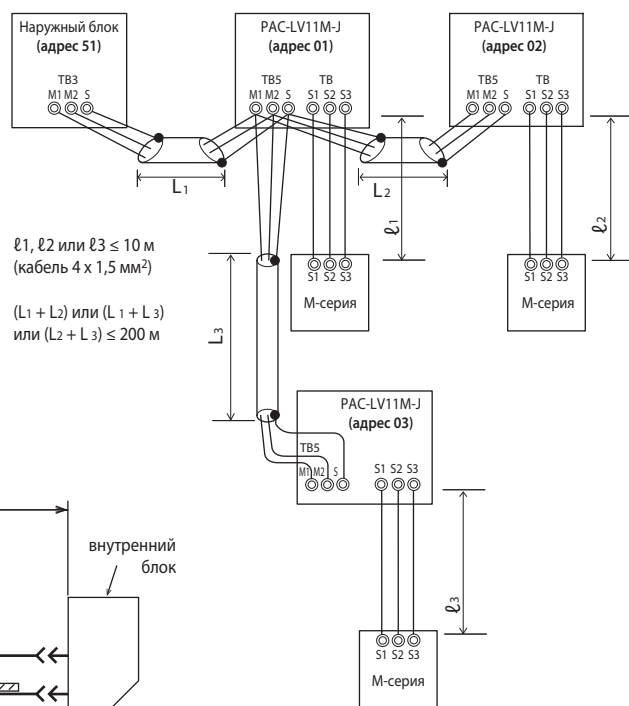 Наружный блок
(адрес 51)
TB3
M1 M2 S
PAC-LV11M-J
(адрес 01)
TB5 TB
M1 M2 S S1 S2 S3
PAC-LV11M-J
(адрес 02)
TB5 TB
M1 M2 S S1 S2 S3
L1
L2
ℓ1
ℓ2
ℓ1, ℓ2 или ℓ3 ≤ 10 м
(кабель 4 x 1,5 мм²)
(L1 + L2) или (L 1 + L 3)
или (L2 + L 3) ≤ 200 м
S1 S2 S3
М-серия
S1 S2 S3
М-серия
L3
PAC-LV11M-J
(адрес 03)
TB5
M1 M2 S
S1 S2 S3
внутренний
блок
ℓ3
S1 S2 S3
М-серия